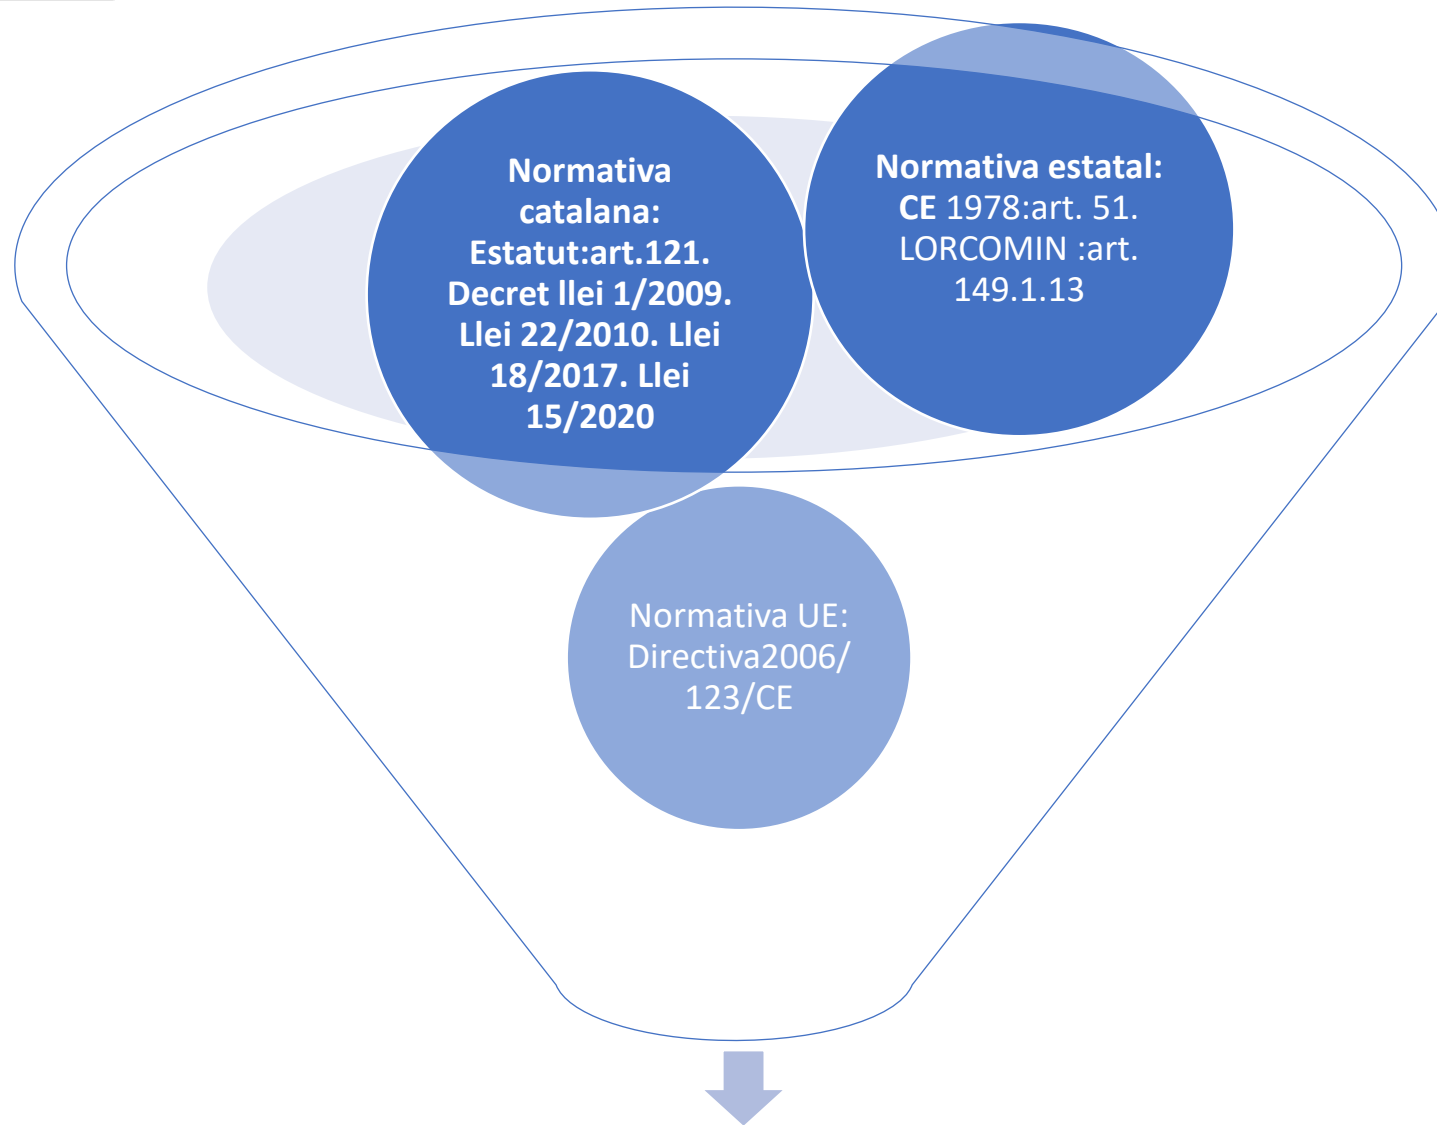 Normativa
catalana:
Estatut:art.121.
Decret llei 1/2009.
Llei 22/2010. Llei
18/2017. Llei
15/2020
Normativa estatal:
CE 1978:art. 51.
LORCOMIN :art.
149.1.13
Normativa UE:
Directiva2006/
123/CE